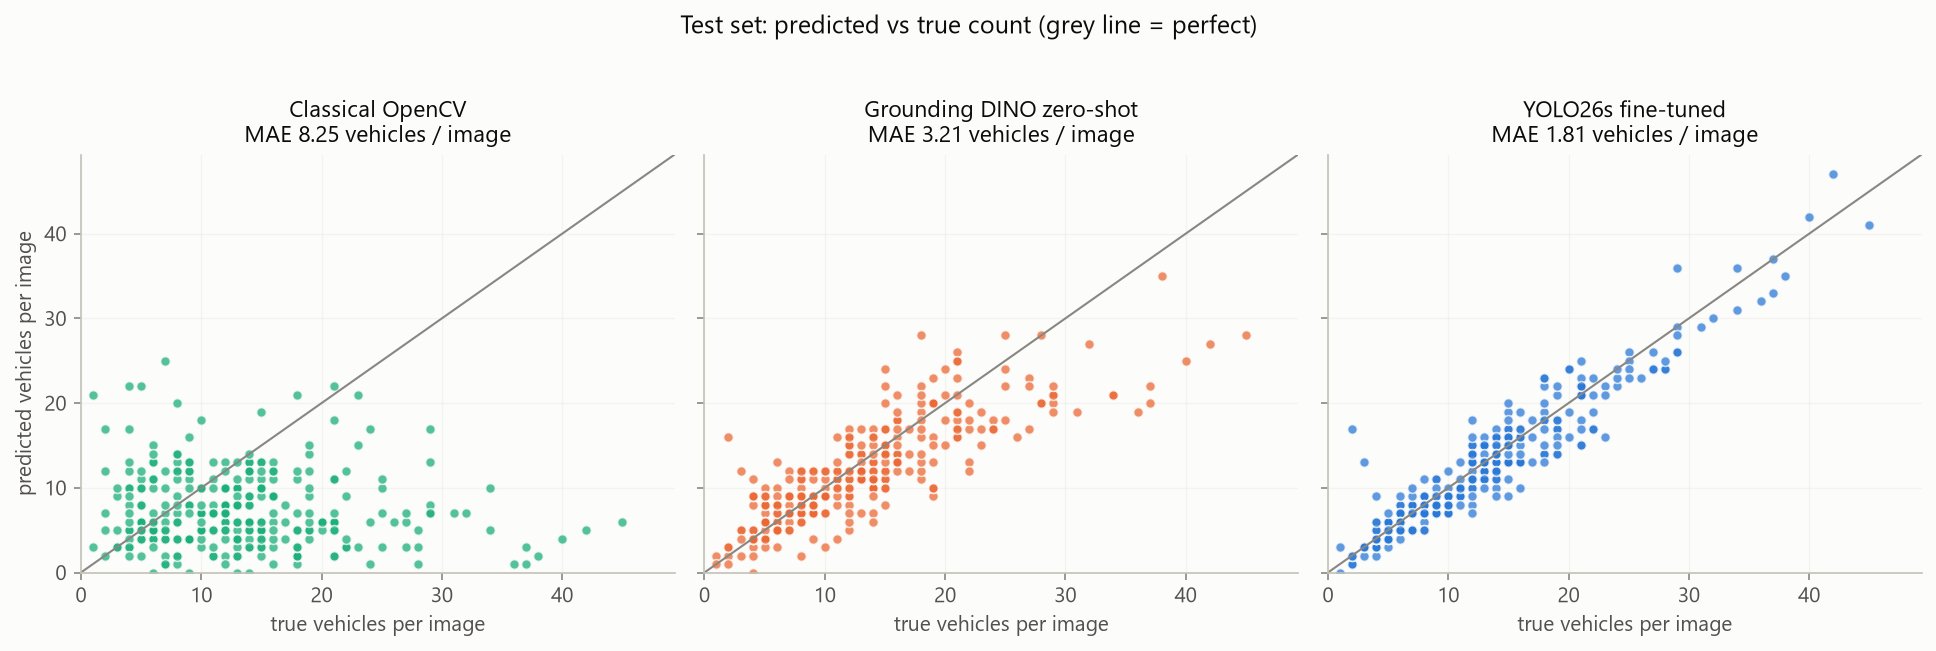 Test set: predicted vs true count (grey line = perfect)
Classical OpenCV
MAE 8.25 vehicles / image
Grounding DINO zero-shot
MAE 3.21 vehicles / image
YOLO26s fine-tuned
MAE 1.81 vehicles / image
predicted vehicles per image
40
30
20
10
0
0 10 20 30 40
0 10 20 30 40
0 10 20 30 40
true vehicles per image
true vehicles per image
true vehicles per image